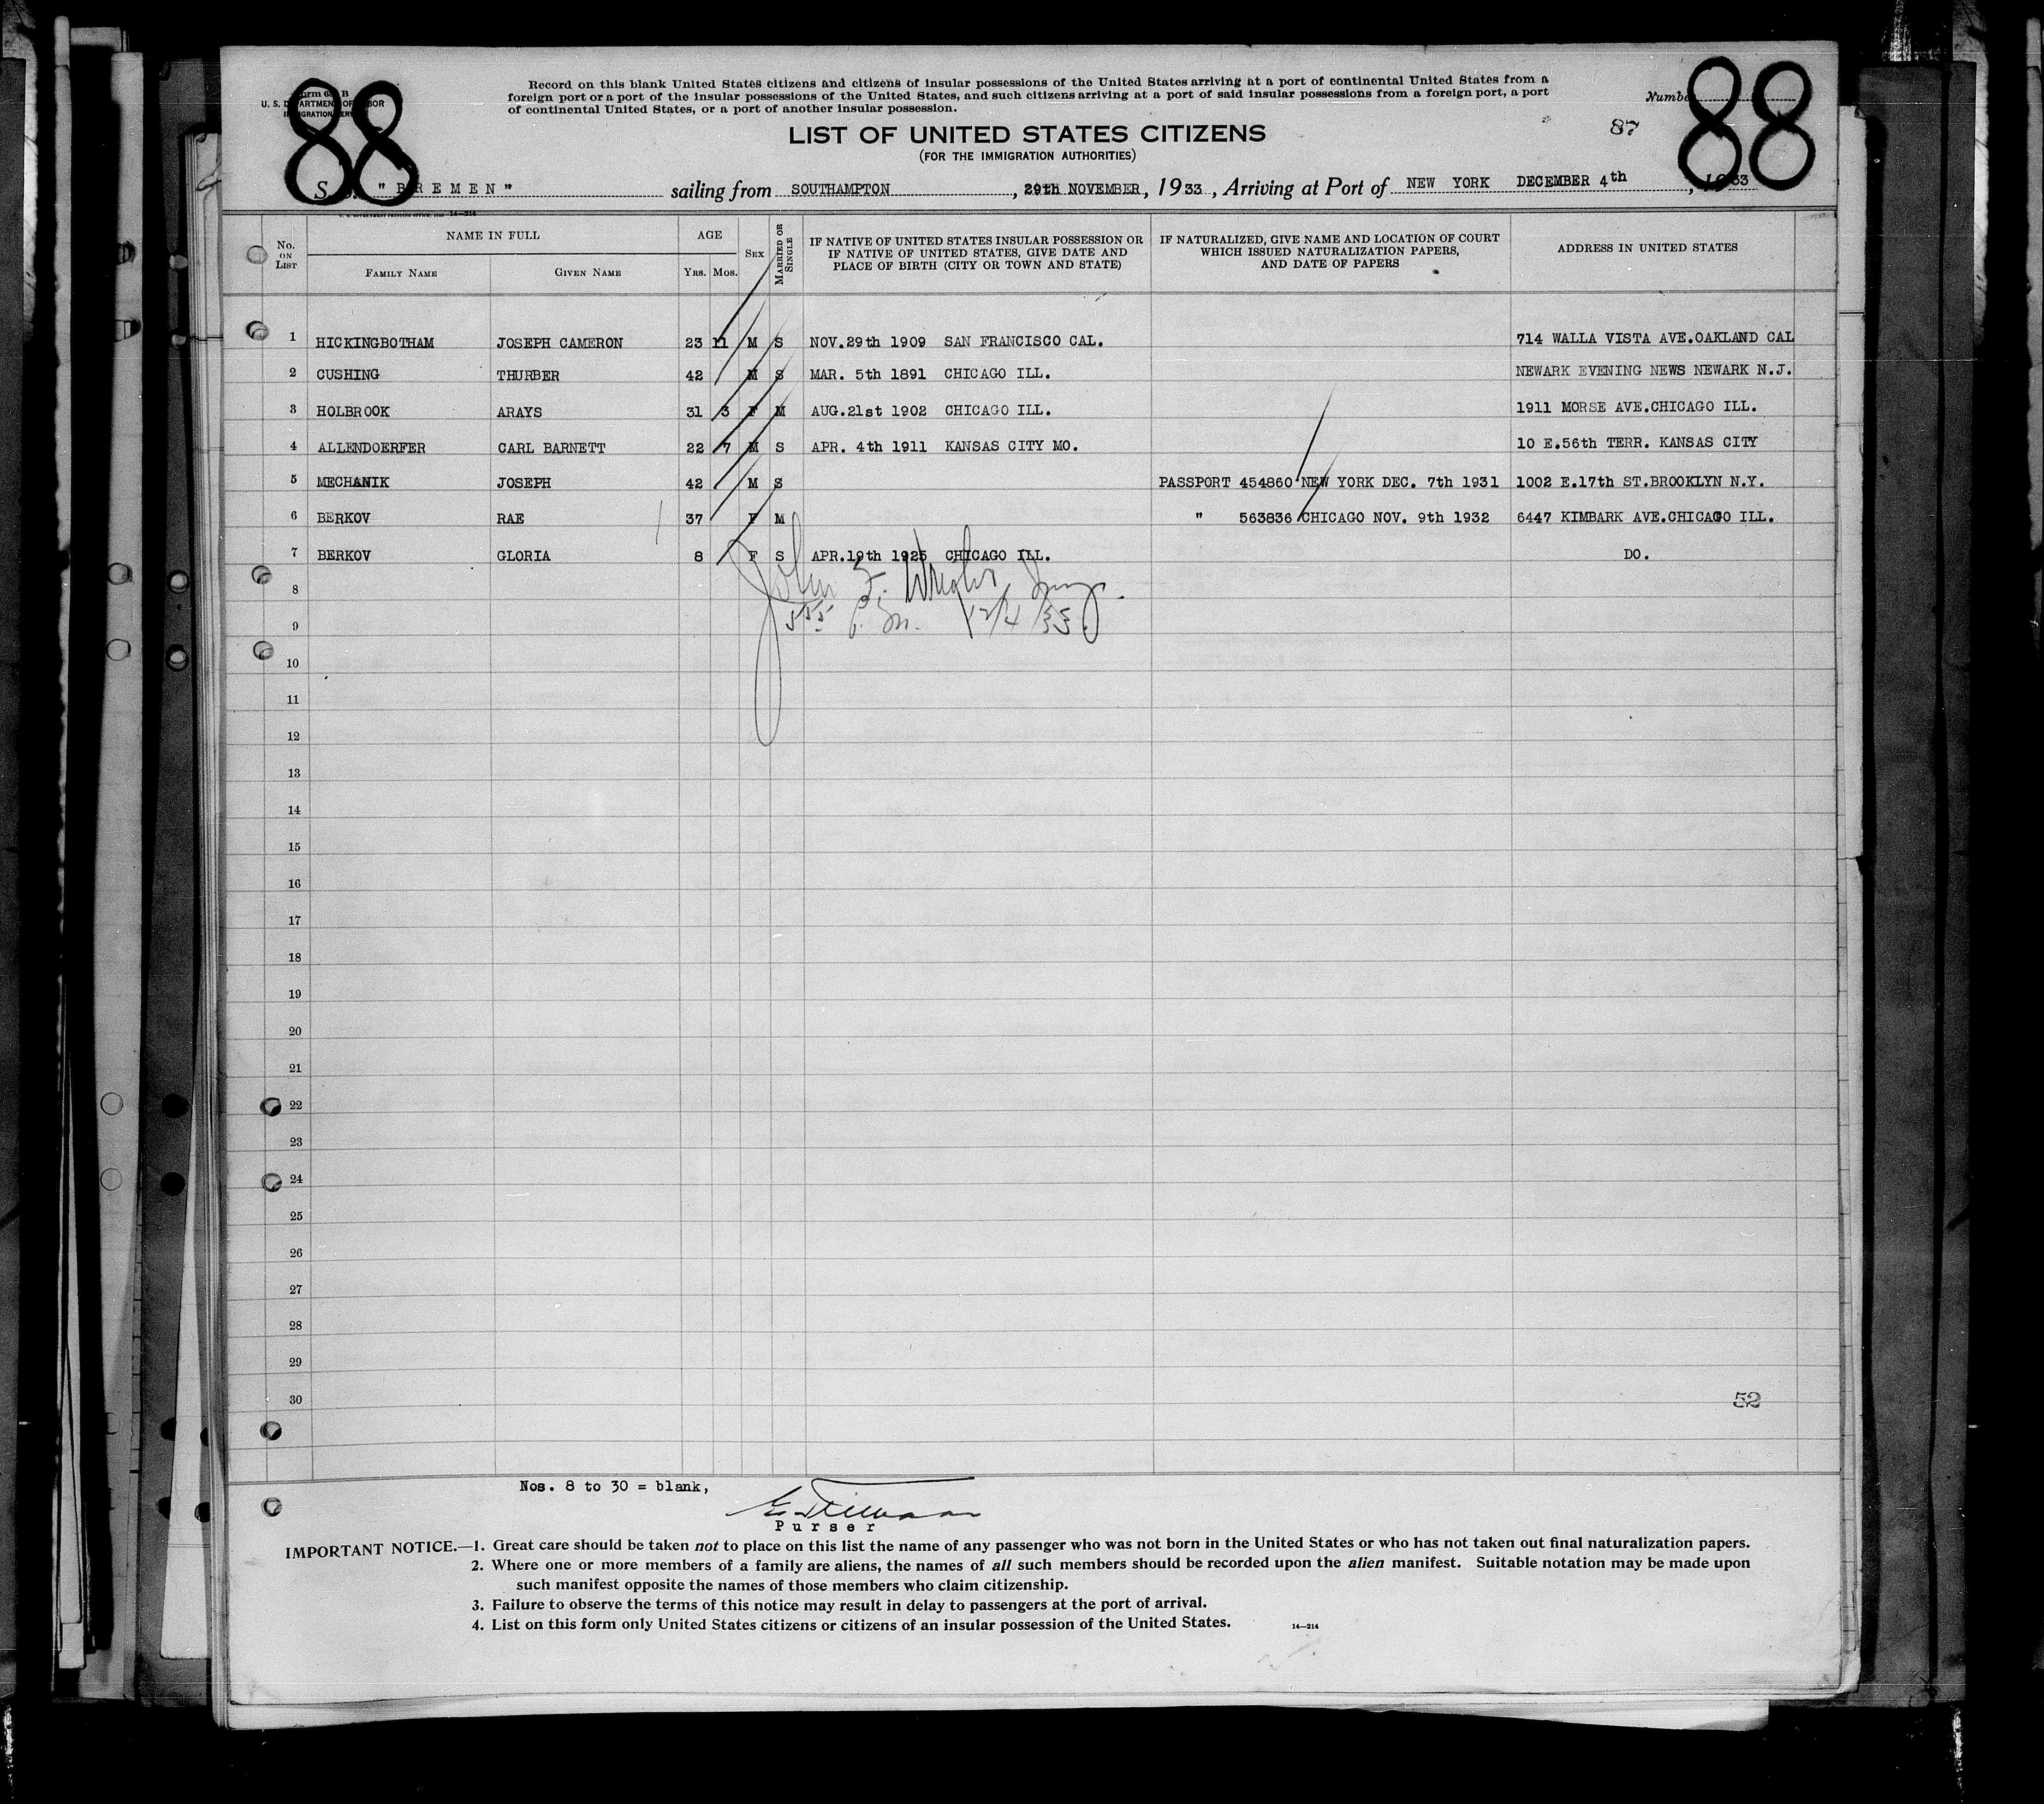 88
88
Form 630 B
U. S. DEPARTMENT OF LABOR
IMMIGRATION SERVICE
Record on this blank United States citizens and citizens of insular possessions of the United States arriving at a port of continental United States from a
foreign port or a port of the insular possessions of the United States, and such citizens arriving at a port of said insular possessions from a foreign port, a port
of continental United States, or a port of another insular possession.
Number
87
LIST OF UNITED STATES CITIZENS
(FOR THE IMMIGRATION AUTHORITIES)
S. S. " B R E M E N " sailing from SOUTHAMPTON, 29th NOVEMBER, 1933, Arriving at Port of NEW YORK DECEMBER 4th, 1933
14—214
No. ON LIST NAME IN FULL AGE SEX MARRIED OR SINGLE IF NATIVE OF UNITED STATES INSULAR POSSESSION OR IF NATIVE OF UNITED STATES, GIVE DATE AND PLACE OF BIRTH (CITY OR TOWN AND STATE) IF NATURALIZED, GIVE NAME AND LOCATION OF COURT WHICH ISSUED NATURALIZATION PAPERS, AND DATE OF PAPERS ADDRESS IN UNITED STATES
FAMILY NAME GIVEN NAME Yrs. Mos.
1 HICKINGBOTHAM JOSEPH CAMERON 23 11 M S NOV.29th 1909 SAN FRANCISCO CAL. 714 WALLA VISTA AVE.OAKLAND CAL
2 CUSHING THURBER 42 M S MAR. 5th 1891 CHICAGO ILL. NEWARK EVENING NEWS NEWARK N.J.
3 HOLBROOK ARAYS 31 3 F M AUG.21st 1902 CHICAGO ILL. 1911 MORSE AVE.CHICAGO ILL.
4 ALLENDOERFER CARL BARNETT 22 7 M S APR. 4th 1911 KANSAS CITY MO. 10 E.56th TERR. KANSAS CITY
5 MECHANIK JOSEPH 42 M S PASSPORT 454860 NEW YORK DEC. 7th 1931 1002 E.17th ST.BROOKLYN N.Y.
6 BERKOV RAE 37 F M " 563836 CHICAGO NOV. 9th 1932 6447 KIMBARK AVE.CHICAGO ILL.
7 BERKOV GLORIA 8 F S APR.19th 1925 CHICAGO ILL. DO.
8
John
9
555 P.M. 12/4/33.
10
11
12
13
14
15
16
17
18
19
20
21
22
23
24
25
26
27
28
29
30
52
Nos. 8 to 30 = blank,
Purser
IMPORTANT NOTICE.—1. Great care should be taken not to place on this list the name of any passenger who was not born in the United States or who has not taken out final naturalization papers.
2. Where one or more members of a family are aliens, the names of all such members should be recorded upon the alien manifest. Suitable notation may be made upon
such manifest opposite the names of those members who claim citizenship.
3. Failure to observe the terms of this notice may result in delay to passengers at the port of arrival.
4. List on this form only United States citizens or citizens of an insular possession of the United States.
14—214